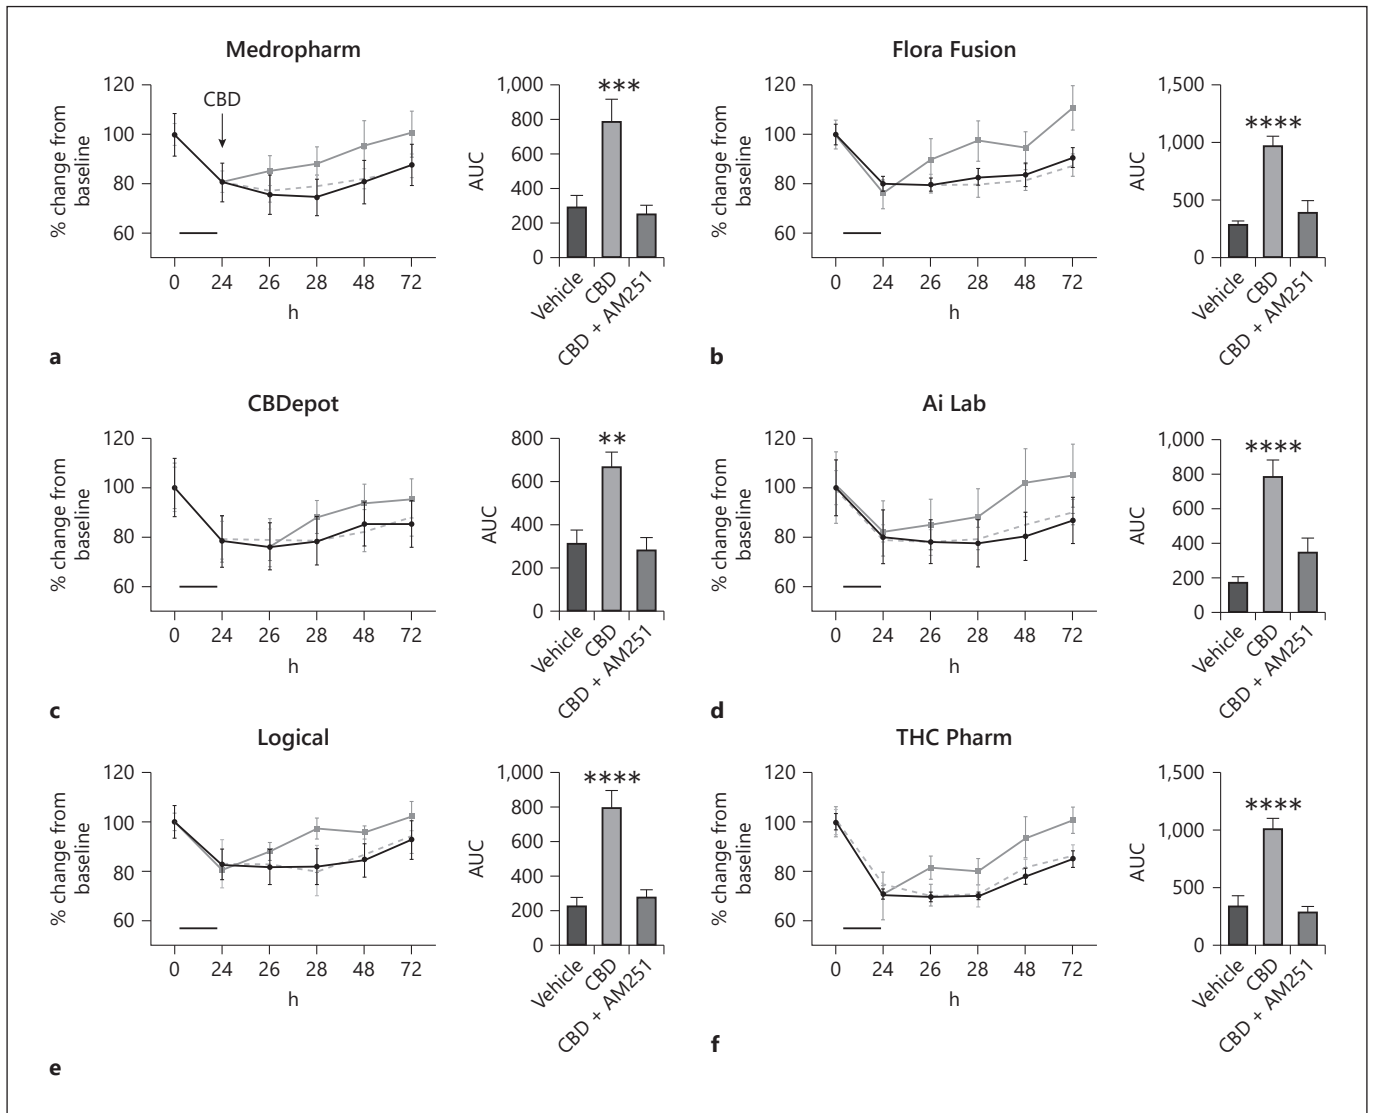 Medropharm
120
100
80
60
% change from
baseline
CBD
0 24 26 28 48 72
h
1,000
800
600
400
200
0
AUC
***
Vehicle
CBD
CBD + AM251
a
Flora Fusion
120
100
80
60
% change from
baseline
0 24 26 28 48 72
h
1,500
1,000
500
0
AUC
****
Vehicle
CBD
CBD + AM251
b
CBDepot
120
100
80
60
% change from
baseline
0 24 26 28 48 72
h
800
600
400
200
0
AUC
**
Vehicle
CBD
CBD + AM251
c
Ai Lab
120
100
80
60
% change from
baseline
0 24 26 28 48 72
h
1,000
800
600
400
200
0
AUC
****
Vehicle
CBD
CBD + AM251
d
Logical
120
100
80
60
% change from
baseline
0 24 26 28 48 72
h
1,000
800
600
400
200
0
AUC
****
Vehicle
CBD
CBD + AM251
e
THC Pharm
120
100
80
60
% change from
baseline
0 24 26 28 48 72
h
1,500
1,000
500
0
AUC
****
Vehicle
CBD
CBD + AM251
f